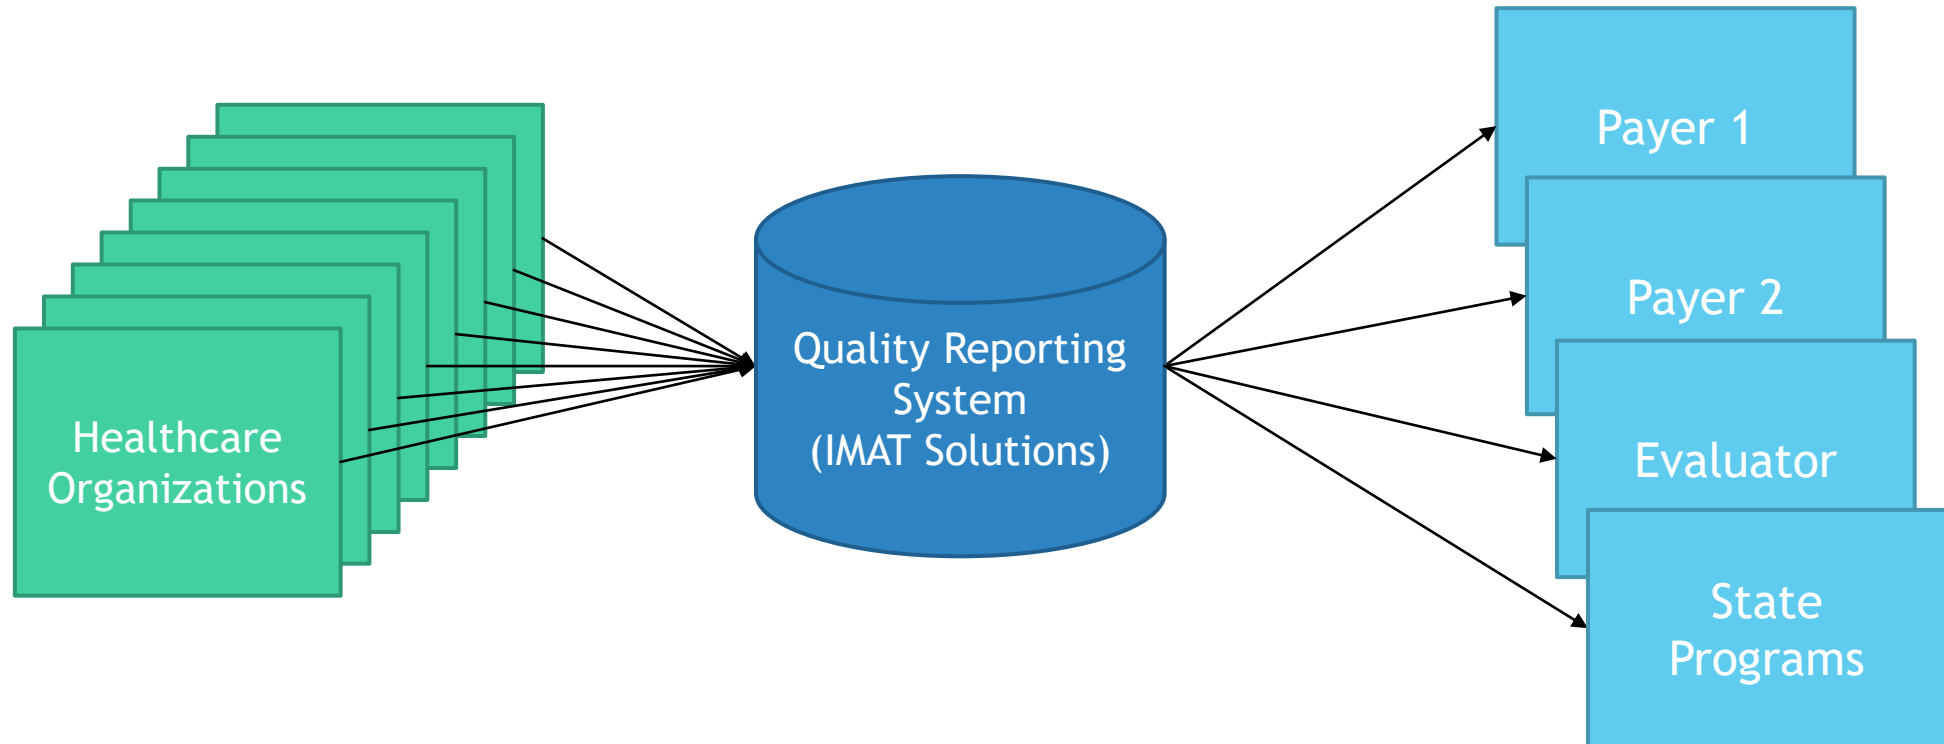 Healthcare
Organizations
Quality Reporting
System
(IMAT Solutions)
Payer 1
Payer 2
Evaluator
State
Programs